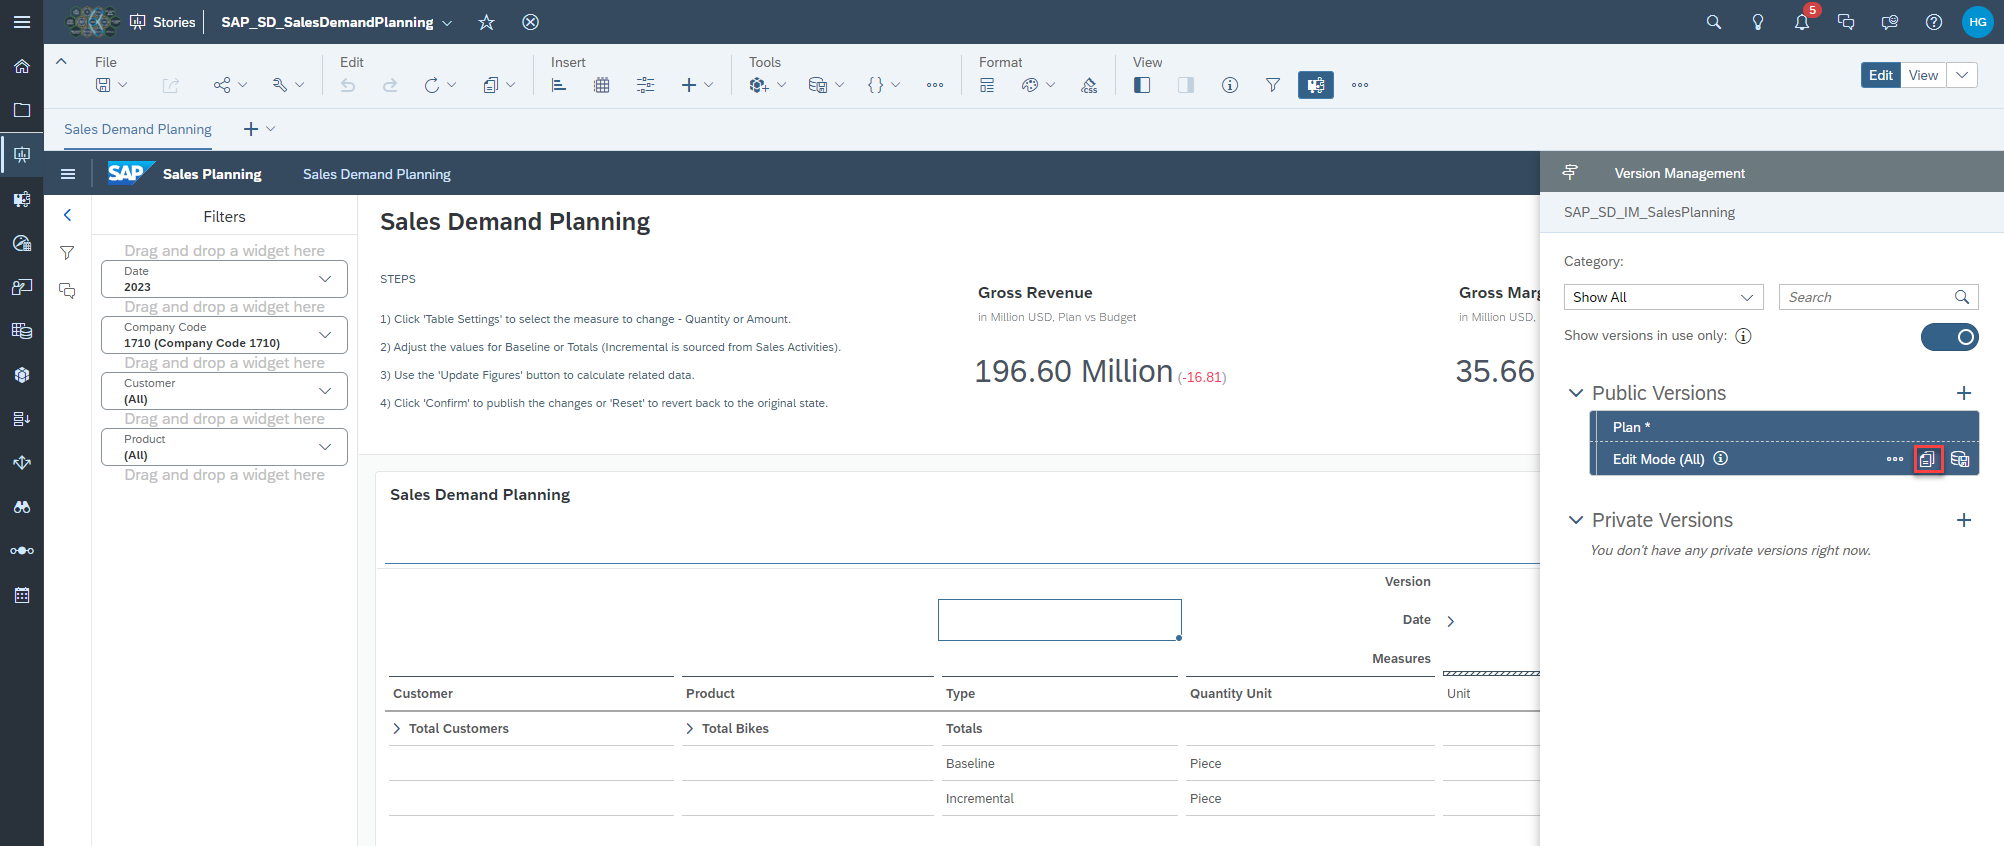 Stories
SAP_SD_SalesDemandPlanning
5
HG
File
Edit
Insert
Tools
Format
View
CSS
Edit
View
Sales Demand Planning
SAP
Sales Planning
Sales Demand Planning
Version Management
Filters
Drag and drop a widget here
Date
2023
Drag and drop a widget here
Company Code
1710 (Company Code 1710)
Drag and drop a widget here
Customer
(All)
Drag and drop a widget here
Product
(All)
Drag and drop a widget here
Sales Demand Planning
STEPS
1) Click 'Table Settings' to select the measure to change - Quantity or Amount.
2) Adjust the values for Baseline or Totals (Incremental is sourced from Sales Activities).
3) Use the 'Update Figures' button to calculate related data.
4) Click 'Confirm' to publish the changes or 'Reset' to revert back to the original state.
Gross Revenue
in Million USD, Plan vs Budget
196.60 Million (-16.81)
Gross Marg
in Million USD,
35.66
Sales Demand Planning
Version
Date
Measures
Customer
Product
Type
Quantity Unit
Unit
Total Customers
Total Bikes
Totals
Baseline
Piece
Incremental
Piece
SAP_SD_IM_SalesPlanning
Category:
Show All
Search
Show versions in use only:
Public Versions
Plan *
Edit Mode (All)
Private Versions
You don't have any private versions right now.